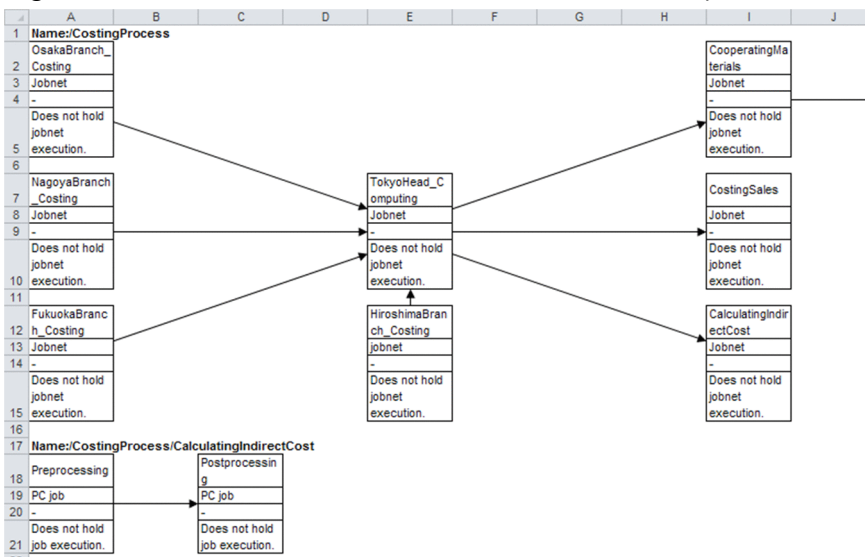 A B C D E F G H I J
1 Name:/CostingProcess
OsakaBranch_ CooperatingMa
2 Costing terials
3 Jobnet Jobnet
4 - -
Does not hold Does not hold
jobnet jobnet
5 execution. execution.
6
NagoyaBranch TokyoHead_C
7 _Costing omputing CostingSales
8 Jobnet Jobnet Jobnet
9 - - -
Does not hold Does not hold Does not hold
jobnet jobnet jobnet
10 execution. execution. execution.
11
FukuokaBranc HiroshimaBran CalculatingIndir
12 h_Costing ch_Costing ectCost
13 Jobnet jobnet Jobnet
14 - - -
Does not hold Does not hold Does not hold
jobnet jobnet jobnet
15 execution. execution. execution.
16
17 Name:/CostingProcess/CalculatingIndirectCost
Preprocessing Postprocessin
18 g
19 PC job PC job
20 - -
Does not hold Does not hold
21 job execution. job execution.